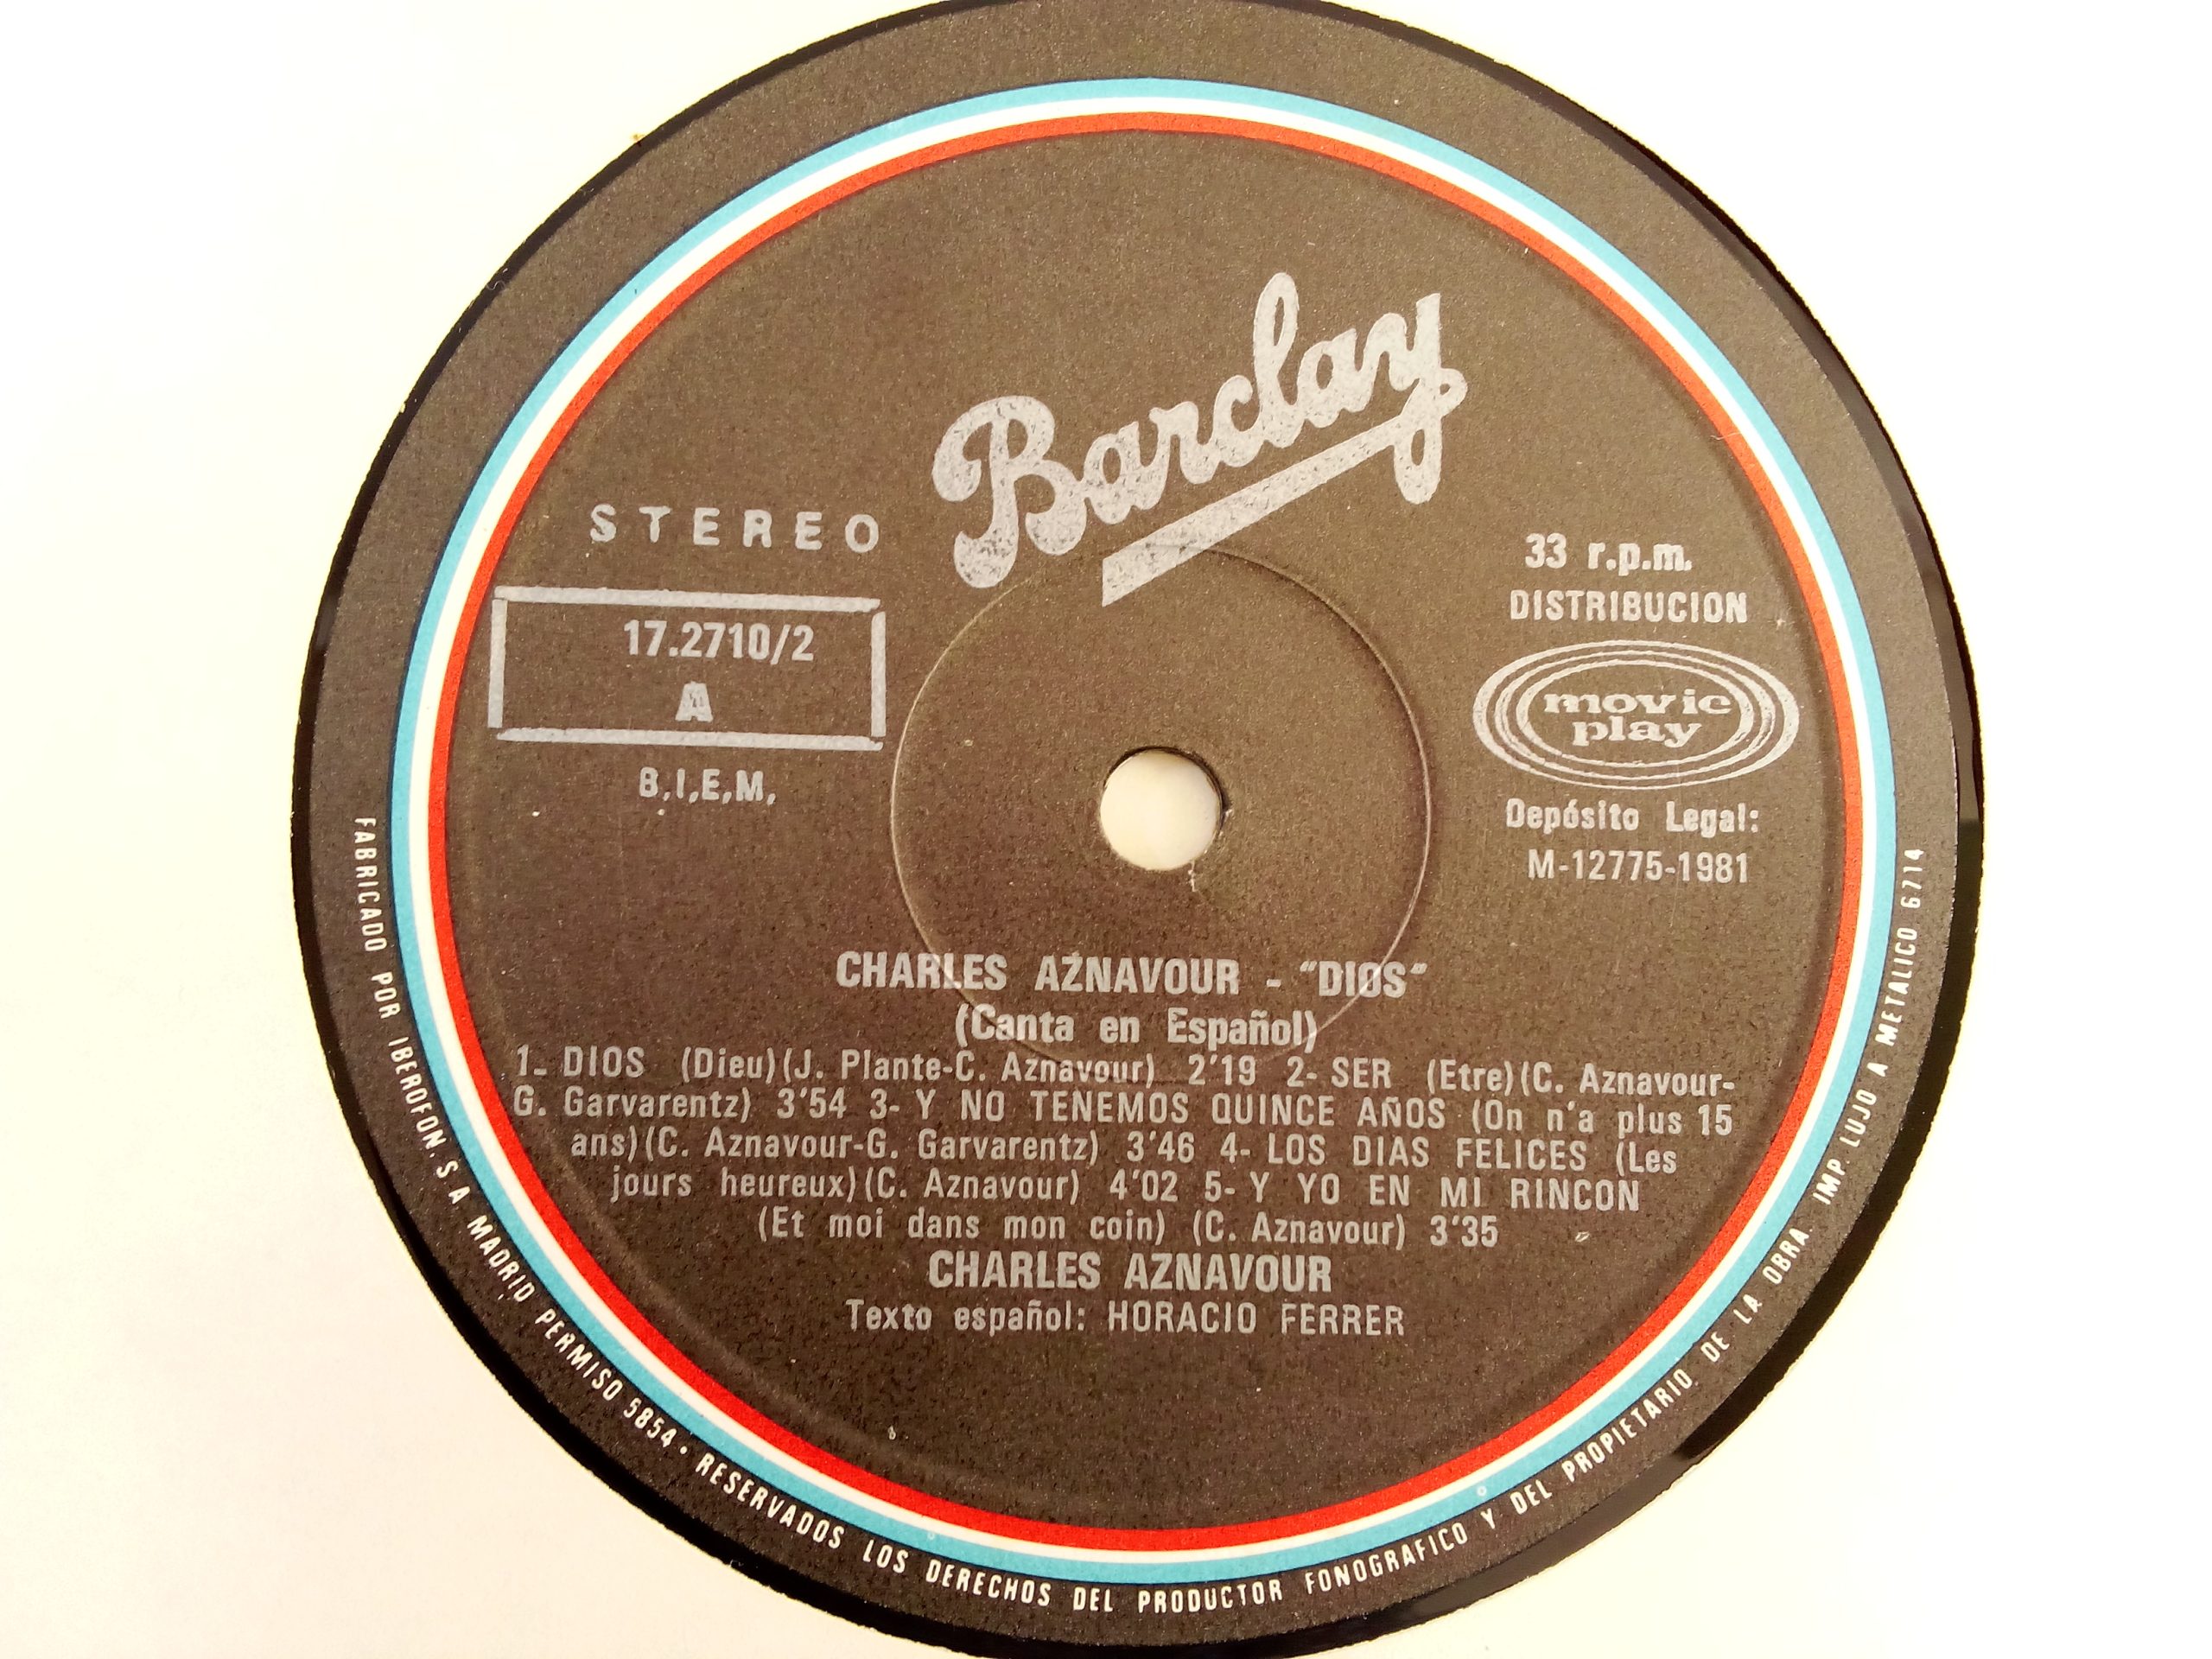 Barclay
STEREO
17.2710/2
A
B.I.E.M.
33 r.p.m.
DISTRIBUCION
movie
play
Depósito Legal:
M-12775-1981
CHARLES AZNAVOUR - "DIOS"
(Canta en Español)
1- DIOS (Dieu) (J. Plante-C. Aznavour) 2'19 2- SER (Etre) (C. Aznavour-
G. Garvarentz) 3'54 3- Y NO TENEMOS QUINCE AÑOS (On n'a plus 15
ans) (C. Aznavour-G. Garvarentz) 3'46 4- LOS DIAS FELICES (Les
jours heureux) (C. Aznavour) 4'02 5- Y YO EN MI RINCON
(Et moi dans mon coin) (C. Aznavour) 3'35
CHARLES AZNAVOUR
Texto español: HORACIO FERRER
FABRICADO POR IBEROFON. S A MADRID PERMISO 5854 • RESERVADOS LOS DERECHOS DEL PRODUCTOR FONOGRAFICO Y DEL PROPIETARIO DE LA OBRA. IMP. LUJO A METALICO 6714